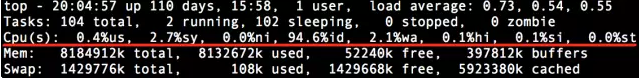 top - 20:04:57 up 110 days, 15:58, 1 user, load average: 0.73, 0.54, 0.55
Tasks: 104 total, 2 running, 102 sleeping, 0 stopped, 0 zombie
Cpu(s): 0.4%us, 2.7%sy, 0.0%ni, 94.6%id, 2.1%wa, 0.1%hi, 0.1%si, 0.0%st
Mem: 8184912k total, 8132672k used, 52240k free, 397812k buffers
Swap: 1429776k total, 108k used, 1429668k free, 5923380k cached